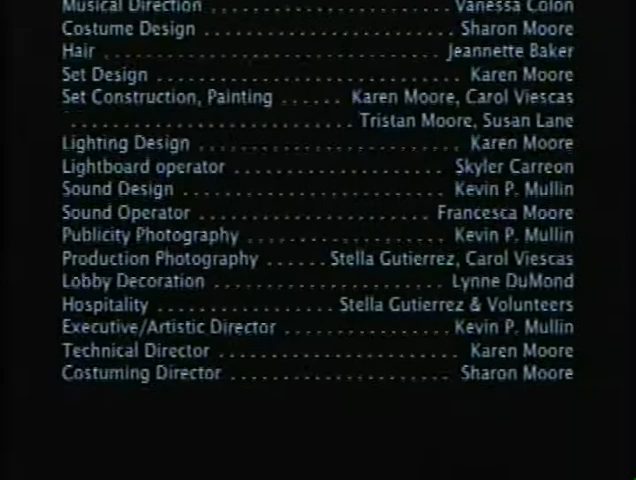 Musical Direction . . . . . . . . . . . . . . . . . . . . . . . Vanessa Colon
Costume Design . . . . . . . . . . . . . . . . . . . . . . . . Sharon Moore
Hair . . . . . . . . . . . . . . . . . . . . . . . . . . . . . . . . . Jeannette Baker
Set Design . . . . . . . . . . . . . . . . . . . . . . . . . . . . . Karen Moore
Set Construction, Painting . . . . . . Karen Moore, Carol Viescas
. . . . . . . . . . . . . . . . . . . . . . . . . . . Tristan Moore, Susan Lane
Lighting Design . . . . . . . . . . . . . . . . . . . . . . . . . Karen Moore
Lightboard operator . . . . . . . . . . . . . . . . . . . . Skyler Carreon
Sound Design . . . . . . . . . . . . . . . . . . . . . . . . . Kevin P. Mullin
Sound Operator . . . . . . . . . . . . . . . . . . . . . . Francesca Moore
Publicity Photography . . . . . . . . . . . . . . . . . . . Kevin P. Mullin
Production Photography . . . . . . Stella Gutierrez, Carol Viescas
Lobby Decoration . . . . . . . . . . . . . . . . . . . . . . Lynne DuMond
Hospitality . . . . . . . . . . . . . . . . . Stella Gutierrez & Volunteers
Executive/Artistic Director . . . . . . . . . . . . . . . . Kevin P. Mullin
Technical Director . . . . . . . . . . . . . . . . . . . . . . . Karen Moore
Costuming Director . . . . . . . . . . . . . . . . . . . . . Sharon Moore